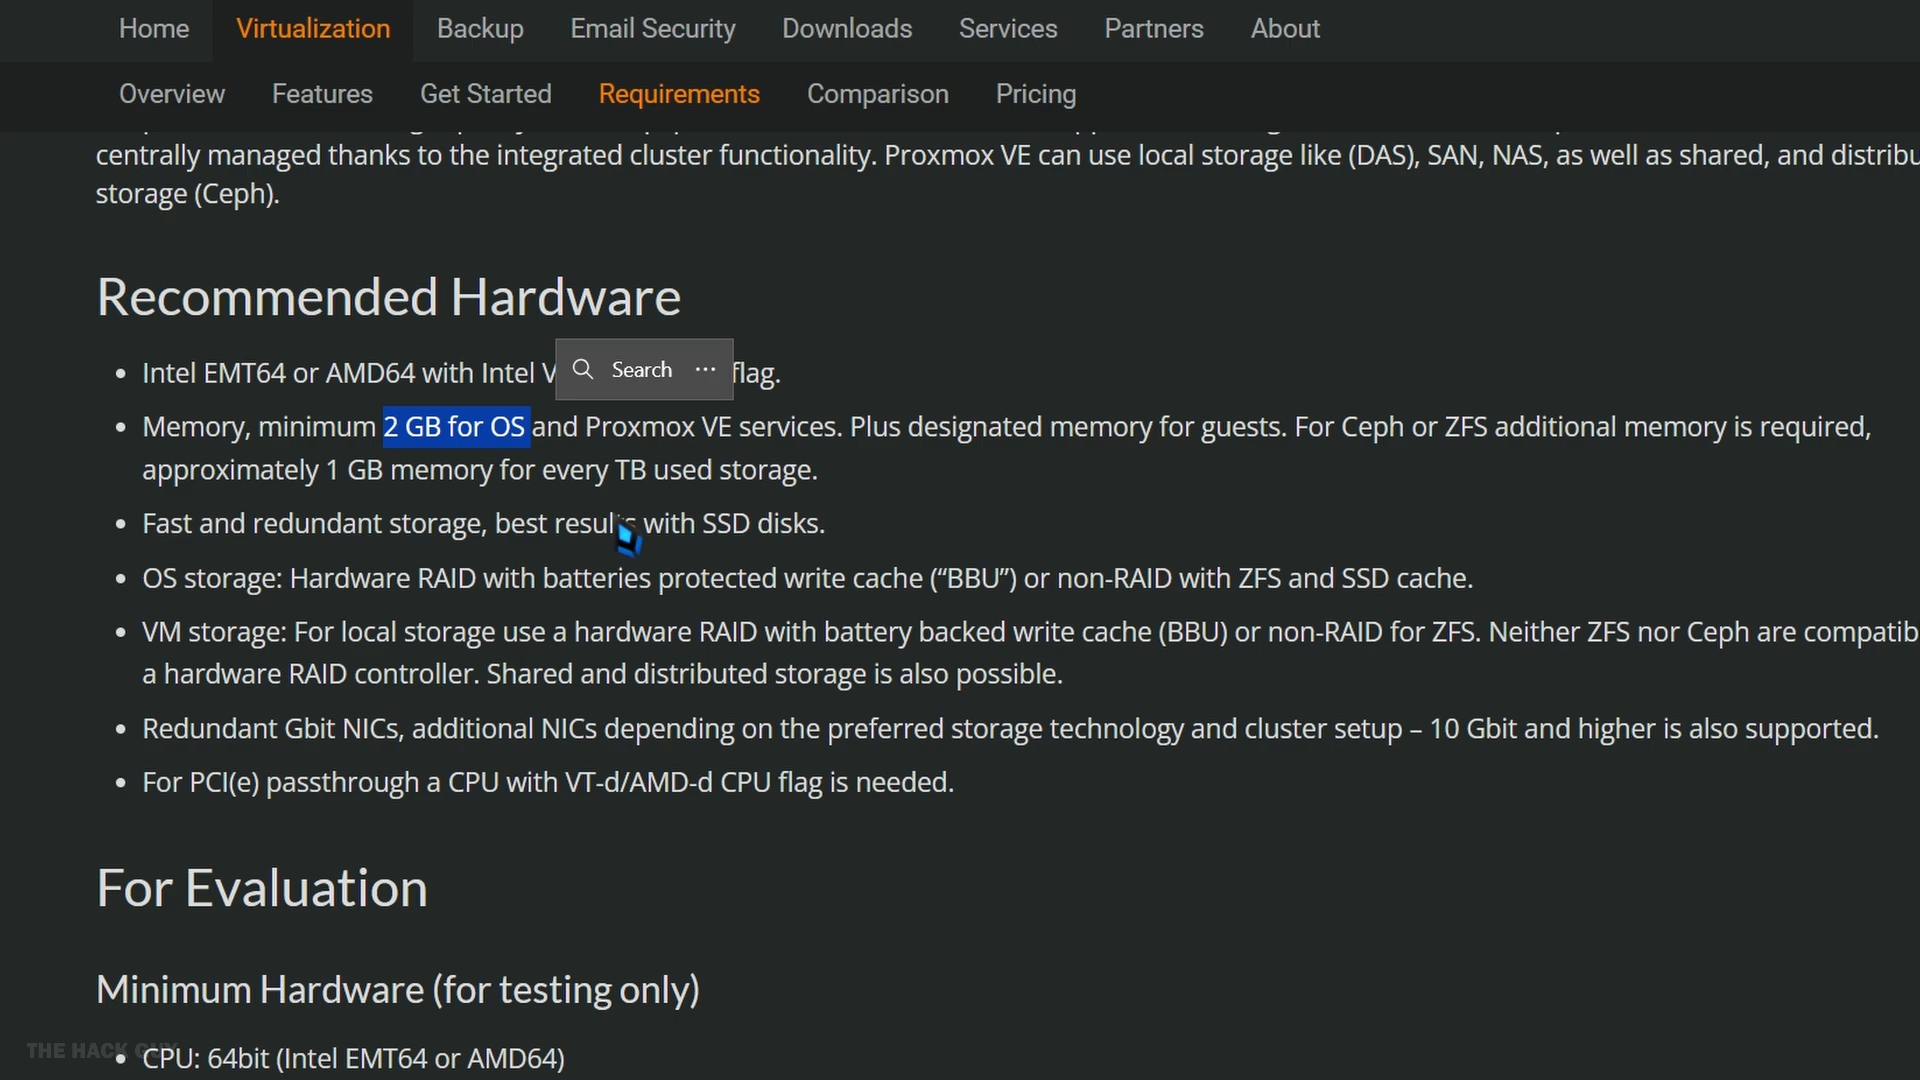 Home Virtualization Backup Email Security Downloads Services Partners About
Overview Features Get Started Requirements Comparison Pricing
centrally managed thanks to the integrated cluster functionality. Proxmox VE can use local storage like (DAS), SAN, NAS, as well as shared, and distribu
storage (Ceph).
Recommended Hardware
• Intel EMT64 or AMD64 with Intel V flag.
Search ···
• Memory, minimum 2 GB for OS and Proxmox VE services. Plus designated memory for guests. For Ceph or ZFS additional memory is required,
approximately 1 GB memory for every TB used storage.
• Fast and redundant storage, best results with SSD disks.
• OS storage: Hardware RAID with batteries protected write cache (“BBU”) or non-RAID with ZFS and SSD cache.
• VM storage: For local storage use a hardware RAID with battery backed write cache (BBU) or non-RAID for ZFS. Neither ZFS nor Ceph are compatib
a hardware RAID controller. Shared and distributed storage is also possible.
• Redundant Gbit NICs, additional NICs depending on the preferred storage technology and cluster setup – 10 Gbit and higher is also supported.
• For PCI(e) passthrough a CPU with VT-d/AMD-d CPU flag is needed.
For Evaluation
Minimum Hardware (for testing only)
THE HACK GUY
• CPU: 64bit (Intel EMT64 or AMD64)